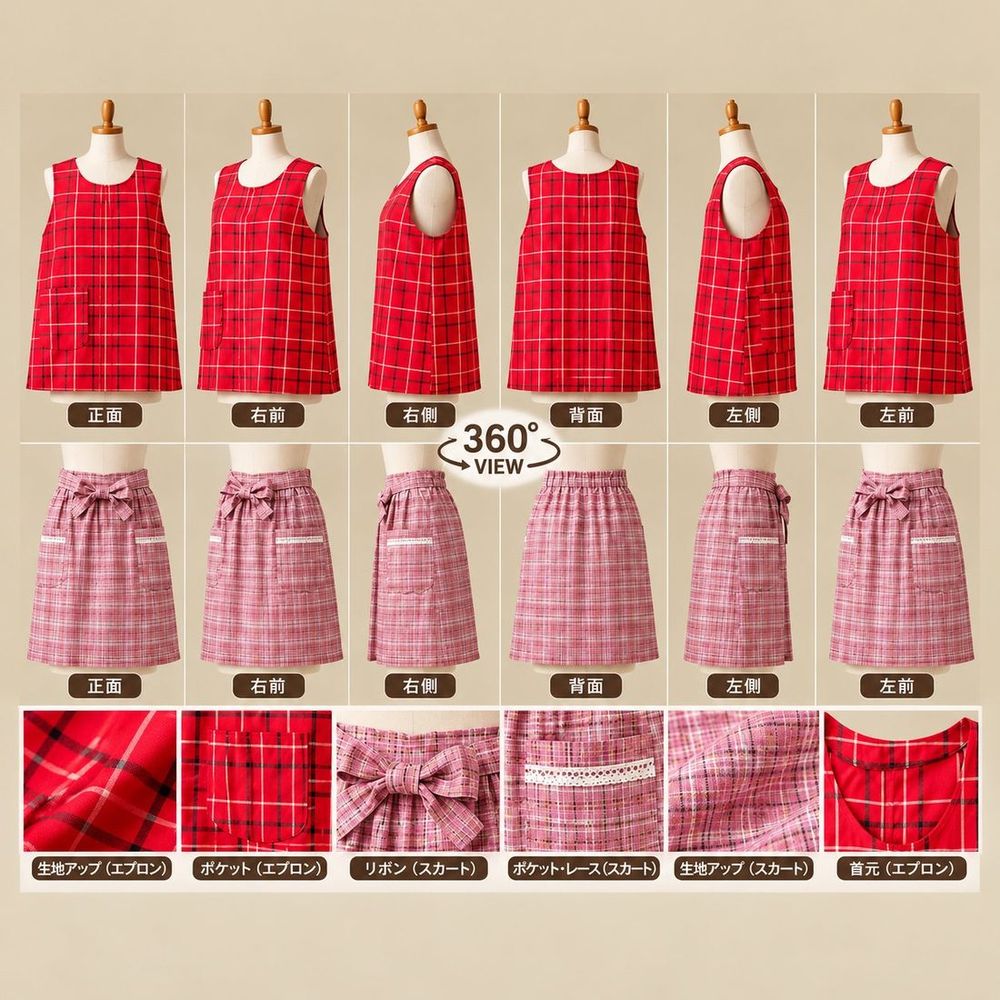 正面
右前
右側
背面
左側
左前
360°
VIEW
正面
右前
右側
背面
左側
左前
生地アップ（エプロン）
ポケット（エプロン）
リボン（スカート）
ポケット・レース（スカート）
生地アップ（スカート）
首元（エプロン）